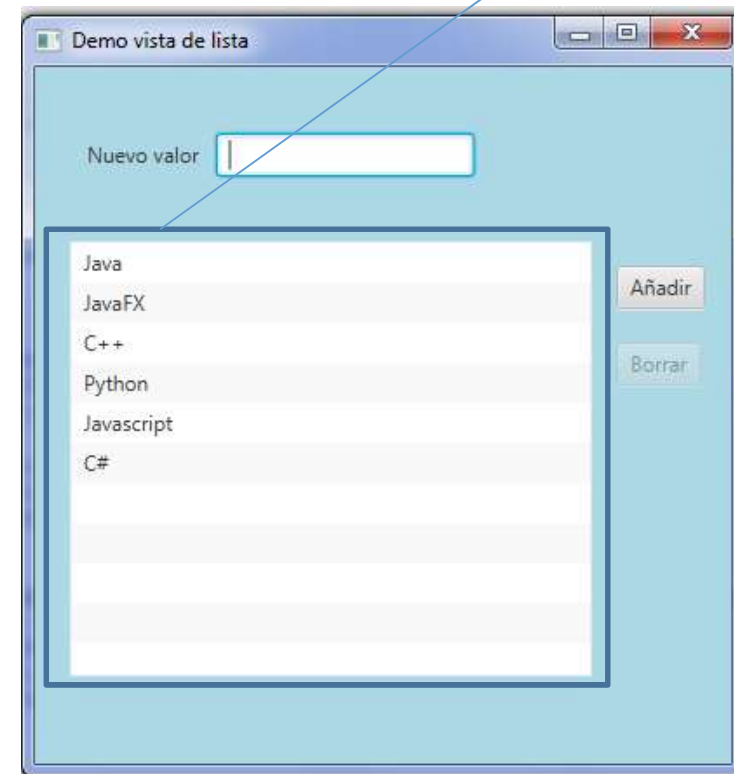 Demo vista de lista
Nuevo valor
Java
JavaFX
C++
Python
Javascript
C#
Añadir
Borrar